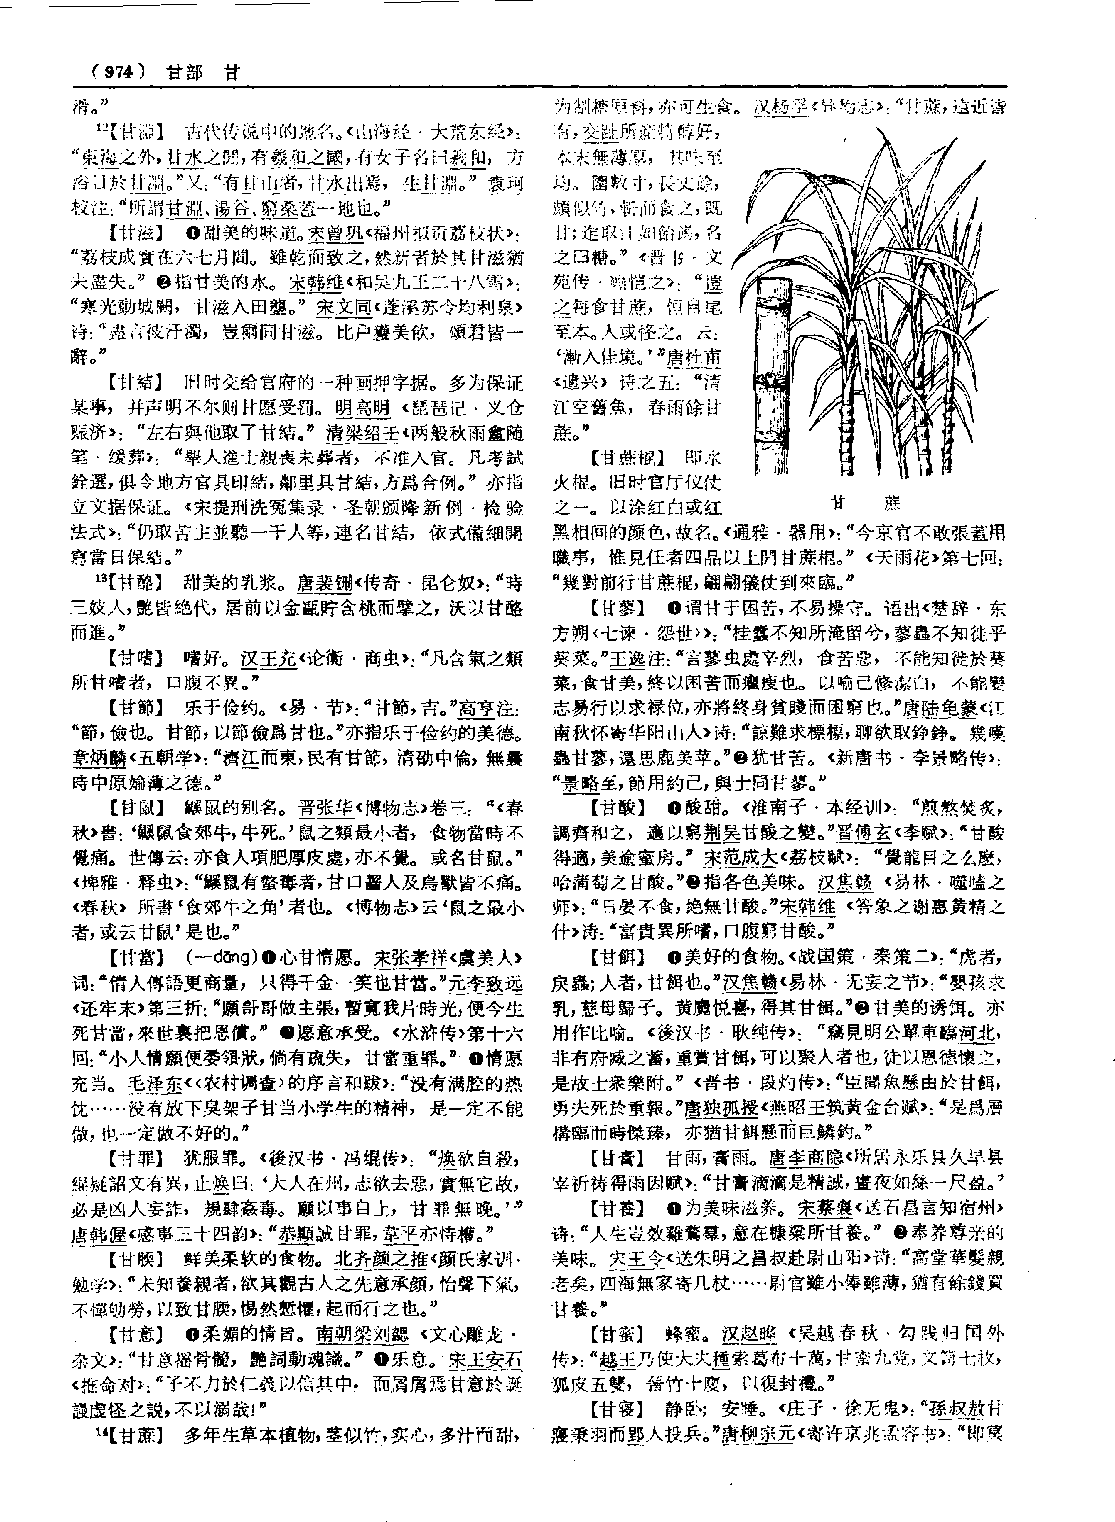 （974） 甘部 甘
滑。”
12【甘淵】 古代传说中的地名。《山海经·大荒东经》：
“東海之外，甘水之間，有羲和之國，有女子名曰羲和，方
浴日於甘淵。”又：“有甘山者，甘水出焉，生甘淵。”袁珂
校注：“所謂甘淵、湯谷、窮桑蓋一地也。”
【甘滋】 ❶甜美的味道。宋曾巩《福州拟贡荔枝状》：
“荔枝成實在六七月間。雖乾而致之，然新者於其甘滋猶
未盡失。”❷指甘美的水。宋韩维《和吴九王二十八雪》：
“寒光動城闕，甘滋入田壟。”宋文同《蓬溪苏令均利泉》
诗：“盡言彼汙濁，豈剩同甘滋。比户薆美飲，頌君皆一
辭。”
【甘結】 旧时交给官府的一种画押字据。多为保证
某事，并声明不尔则甘愿受罚。明高明《琵琶记·义仓
赈济》：“左右與他取了甘結。”清梁绍壬《两般秋雨盦随
笔·缓葬》：“舉人進士親喪未葬者，不准入官。凡考試
銓選，俱令地方官具印結，鄰里具甘結，方爲合例。”亦指
立文据保证。《宋提刑洗冤集录·圣朝颁降新例·检验
法式》：“仍取苦主並聽一干人等，連名甘結，依式備細開
寫當日保結。”
13【甘酪】 甜美的乳浆。唐裴铏《传奇·昆仑奴》：“時
三妓人，艷皆絶代，居前以金甌貯含桃而擘之，沃以甘酪
而進。”
【甘嗜】 嗜好。汉王充《论衡·商虫》：“凡含氣之類
所甘嗜者，口腹不異。”
【甘節】 乐于俭约。《易·节》：“甘節，吉。”高亨注：
“節，儉也。甘節，以節儉爲甘也。”亦指乐于俭约的美德。
章炳麟《五朝学》：“濟江而東，民有甘節，清劭中倫，無曩
時中原媮薄之德。”
【甘鼠】 鼷鼠的别名。晋张华《博物志》卷三：“《春
秋》書：‘鼷鼠食郊牛，牛死。’鼠之類最小者，食物當時不
覺痛。世傳云：亦食人項肥厚皮處，亦不覺。或名甘鼠。”
《埤雅·释虫》：“鼷鼠有螫毒者，甘口齧人及鳥獸皆不痛。
《春秋》所書‘食郊牛之角’者也。《博物志》云‘鼠之最小
者，或云甘鼠’是也。”
【甘當】 (—dāng)❶心甘情愿。宋张孝祥《虞美人》
词：“倩人傳語更商量，只得千金一笑也甘當。”元李致远
《还牢末》第三折：“願哥哥做主張，暫寬我片時光，便今生
死甘當，來世裏把恩償。”❷愿意承受。《水浒传》第十六
回：“小人情願便委領狀，倘有疏失，甘當重罪。”❸情愿
充当。毛泽东《〈农村调查〉的序言和跋》：“没有满腔的热
忱……没有放下臭架子甘当小学生的精神，是一定不能
做，也一定做不好的。”
【甘罪】 犹服罪。《後汉书·冯绲传》：“焕欲自殺，
緄疑詔文有異，止焕曰：‘大人在州，志欲去惡，實無它故，
必是凶人妄詐，規肆姦毒。願以事自上，甘罪無晚。’”
唐韩偓《感事三十四韵》：“恭顯誠甘罪，韋平亦恃權。”
【甘腝】 鲜美柔软的食物。北齐颜之推《颜氏家训·
勉学》：“未知養親者，欲其觀古人之先意承顔，怡聲下氣，
不憚劬勞，以致甘腝，惕然慙懼，起而行之也。”
【甘意】 ❶柔媚的情旨。南朝梁刘勰《文心雕龙·
杂文》：“甘意摇骨髓，艷詞動魂識。”❷乐意。宋王安石
《推命对》：“予不力於仁義以信其中，而屑屑焉甘意於誕
謾虚怪之説，不以溺哉！”
14【甘蔗】 多年生草本植物，茎似竹，实心，多汁而甜，
为制糖原料，亦可生食。汉杨孚《异物志》：“甘蔗，遠近皆
有，交趾所産特醇好，
本末無薄厚，其味至
均。圍數寸，長丈餘，
頗似竹，斬而食之，既
甘；迮取汁如飴餳，名
之曰糖。”《晋书·文
苑传·顾恺之》：“愷
之每食甘蔗，恒自尾
至本。人或怪之。云：
‘漸入佳境。’”唐杜甫
《遣兴》诗之五：“清
江空舊魚，春雨餘甘
蔗。”
【甘蔗棍】 即水
火棍。旧时官厅仪仗
之一。以涂红白或红
黑相间的颜色，故名。《通雅·器用》：“今京官不敢張蓋用
職事，惟見任者四品以上開甘蔗棍。”《天雨花》第七回：
“幾對前行甘蔗棍，翩翩儀仗到來臨。”
甘 蔗
【甘蓼】 ❶谓甘于困苦，不易操守。语出《楚辞·东
方朔〈七谏·怨世〉》：“桂蠹不知所淹留兮，蓼蟲不知徙乎
葵菜。”王逸注：“言蓼虫處辛烈，食苦惡，不能知徙於葵
菜，食甘美，終以困苦而癯瘦也。以喻己修潔白，不能變
志易行以求禄位，亦將終身貧賤而困窮也。”唐陆龟蒙《江
南秋怀寄华阳山人》诗：“諒難求標櫂，聊欲取錚錚。幾嘆
蟲甘蓼，還思鹿美苹。”❷犹甘苦。《新唐书·李景略传》：
“景略至，節用約己，與士同甘蓼。”
【甘酸】 ❶酸甜。《淮南子·本经训》：“煎熬焚炙，
調齊和之，適以窮荆吴甘酸之變。”晋傅玄《李赋》：“甘酸
得適，美逾蜜房。”宋范成大《荔枝赋》：“覺龍目之么麽，
哈蒲萄之甘酸。”❷指各色美味。汉焦赣《易林·噬嗑之
师》：“日晏不食，絶無甘酸。”宋韩维《答象之谢惠黄精之
什》诗：“富貴異所嗜，口腹窮甘酸。”
【甘餌】 ❶美好的食物。《战国策·秦策二》：“虎者，
戾蟲；人者，甘餌也。”汉焦赣《易林·无妄之节》：“嬰孩求
乳，慈母歸子。黄麑悦喜，得其甘餌。”❷甘美的诱饵。亦
用作比喻。《後汉书·耿纯传》：“竊見明公單車臨河北，
非有府臧之蓄，重賞甘餌，可以聚人者也，徒以恩德懷之，
是故士衆樂附。”《晋书·段灼传》：“臣聞魚懸由於甘餌，
勇夫死於重報。”唐独孤授《燕昭王筑黄金台赋》：“是爲層
構臨而時傑臻，亦猶甘餌懸而巨鱗釣。”
【甘膏】 甘雨，膏雨。唐李商隐《所居永乐县久旱县
宰祈祷得雨因赋》：“甘膏滴滴是精誠，晝夜如絲一尺盈。”
【甘養】 ❶为美味滋养。宋蔡襄《送石昌言知宿州》
诗：“人生豈效雞鶩尋，意在糠粱所甘養。”❷奉养尊亲的
美味。宋王令《送朱明之昌叔赴尉山阳》诗：“高堂華髮親
老矣，四海無家寄几杖……尉官雖小俸雖薄，猶有餘錢買
甘養。”
【甘蜜】 蜂蜜。汉赵晔《吴越春秋·勾践归国外
传》：“越王乃使大夫種索葛布十萬，甘蜜九党，文笥七枚，
狐皮五雙，晉竹十廋，以復封禮。”
【甘寢】 静卧；安睡。《庄子·徐无鬼》：“孫叔敖甘
寢秉羽而郢人投兵。”唐柳宗元《寄许京兆孟容书》：“即冥